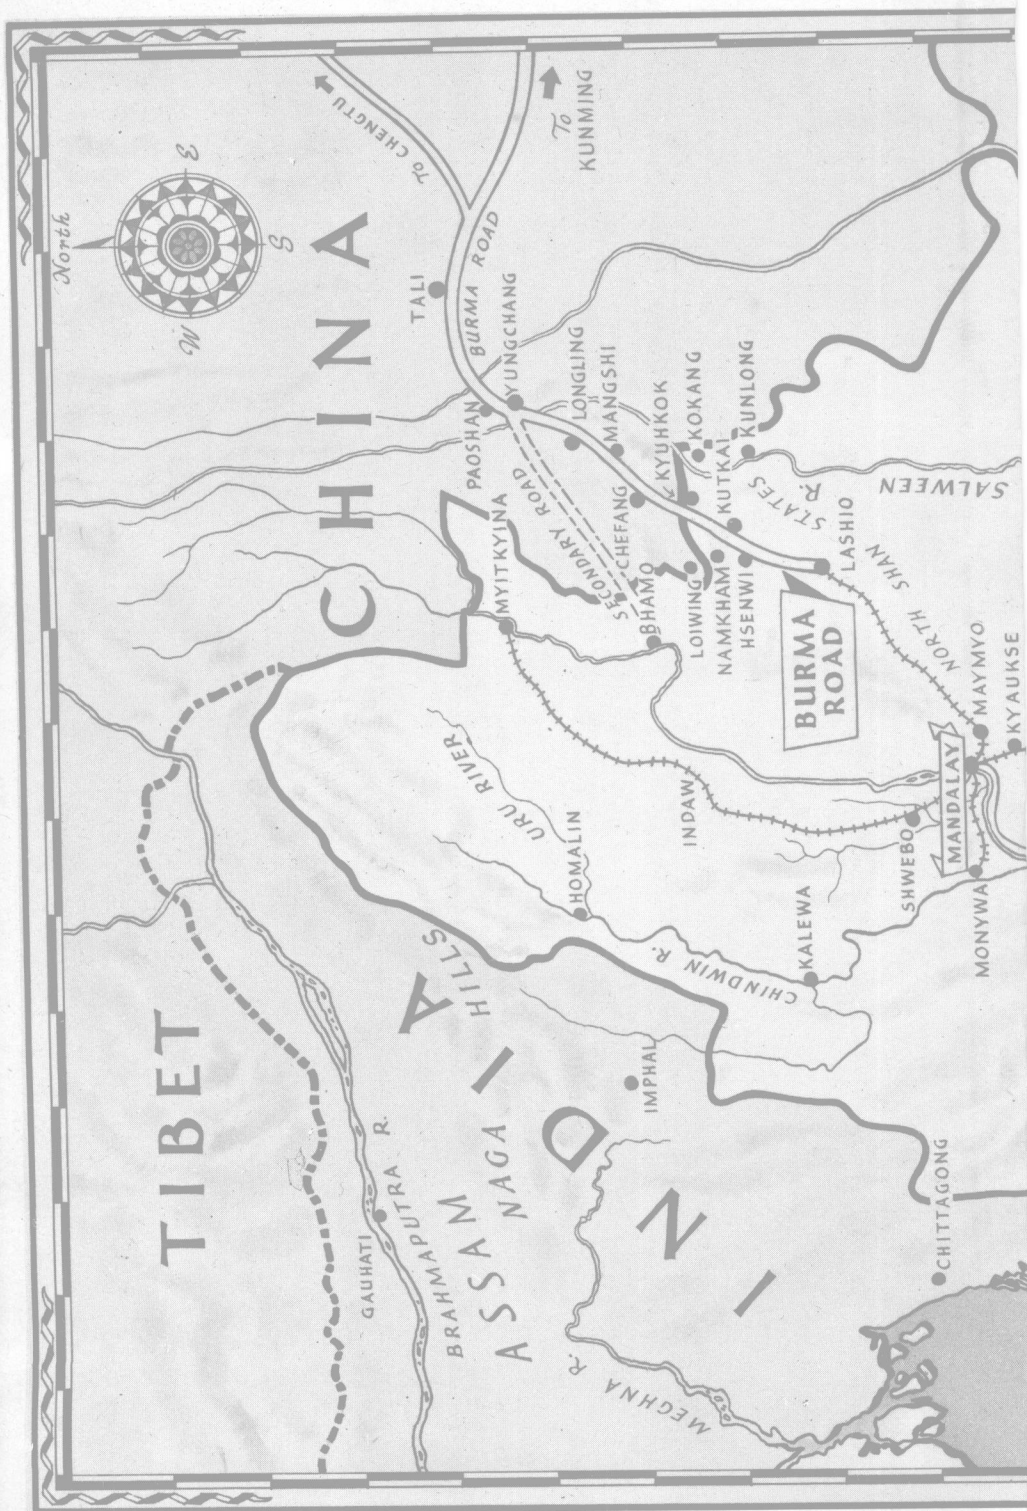 North
E
S
W
TIBET
CHINA
INDIA
TO CHENGTU
To
KUNMING
TALI
BURMA ROAD
PAOSHAN
YUNGCHANG
LONGLING
MANGSHI
SECONDARY ROAD
MYITKYINA
CHEFANG
KYUHKOK
KOKANG
BHAMO
LOIWING
NAMKHAM
HSENWI
KUTKAI
KUNLONG
LASHIO
BURMA
ROAD
NORTH SHAN
STATES
SALWEEN
R.
URU RIVER
HOMALIN
INDAW
CHINDWIN R.
KALEWA
SHWEBO
MANDALAY
MAYMYO
KYAUKSE
MONYWA
GAUHATI
BRAHMAPUTRA R.
ASSAM
NAGA HILLS
IMPHAL
MEGHNA R.
CHITTAGONG